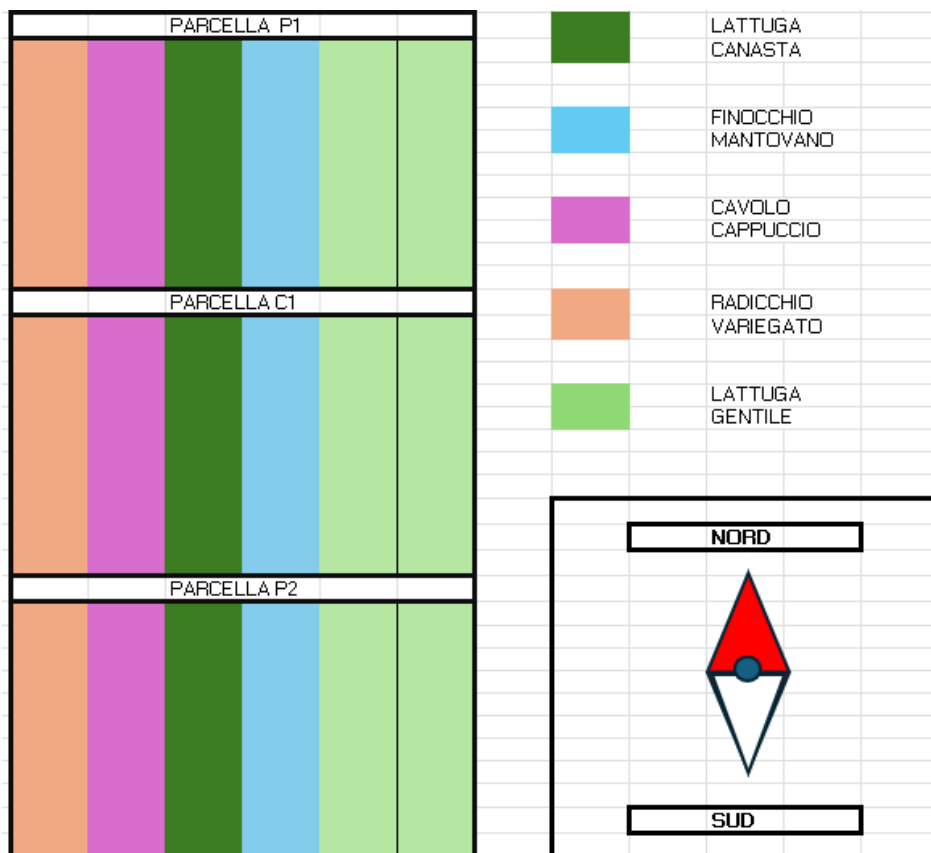 PARCELLA P1
PARCELLA C1
PARCELLA P2
LATTUGA
CANASTA
FINOCCHIO
MANTOVANO
CAVOLO
CAPPUCCIO
RADICCHIO
VARIEGATO
LATTUGA
GENTILE
NORD
SUD